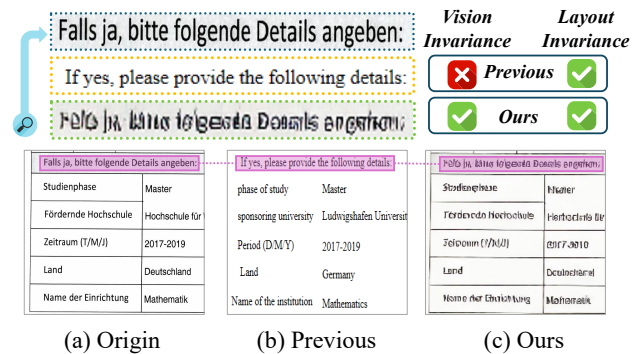 Falls ja, bitte folgende Details angeben:
If yes, please provide the following details:
Vision Invariance
Layout Invariance
Previous
Ours
Falls ja, bitte folgende Details angeben:
Studienphase Master
Fördernde Hochschule Hochschule für
Zeitraum (T/M/J) 2017-2019
Land Deutschland
Name der Einrichtung Mathematik
If yes, please provide the following details:
phase of study Master
sponsoring university Ludwigshafen Universit
Period (D/M/Y) 2017-2019
Land Germany
Name of the institution Mathematics
Land
(a) Origin
(b) Previous
(c) Ours